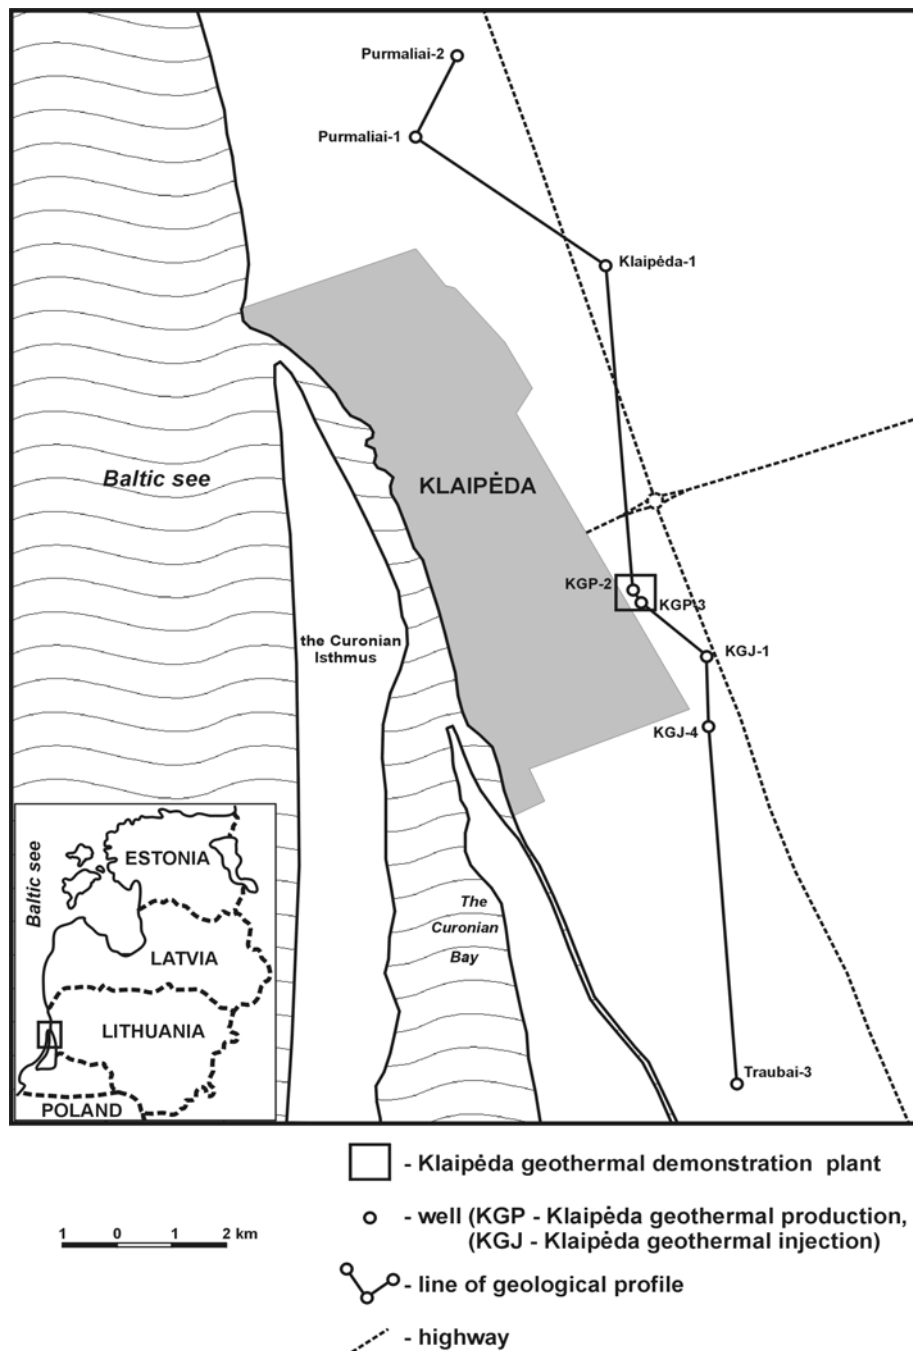 Purmaliai-2
Purmaliai-1
Klaipėda-1
Baltic see
KLAIPĖDA
KGP-2
KGP-3
the Curonian
Isthmus
KGJ-1
KGJ-4
The
Curonian
Bay
Traubai-3
Baltic see
ESTONIA
LATVIA
LITHUANIA
POLAND
- Klaipėda geothermal demonstration plant
- well (KGP - Klaipėda geothermal production,
(KGJ - Klaipėda geothermal injection)
1 0 1 2 km
- line of geological profile
- highway